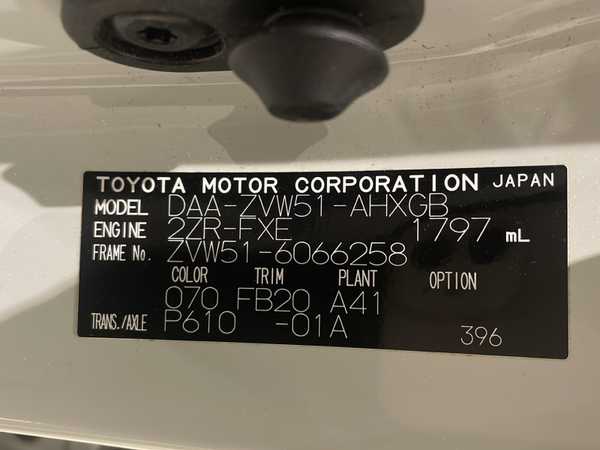 TOYOTA MOTOR CORPORATION JAPAN
MODEL DAA-ZVW51-AHXGB
ENGINE 2ZR-FXE 1797 mL
FRAME No. ZVW51-6066258
COLOR TRIM PLANT OPTION
070 FB20 A41
TRANS./AXLE P610 -01A 396